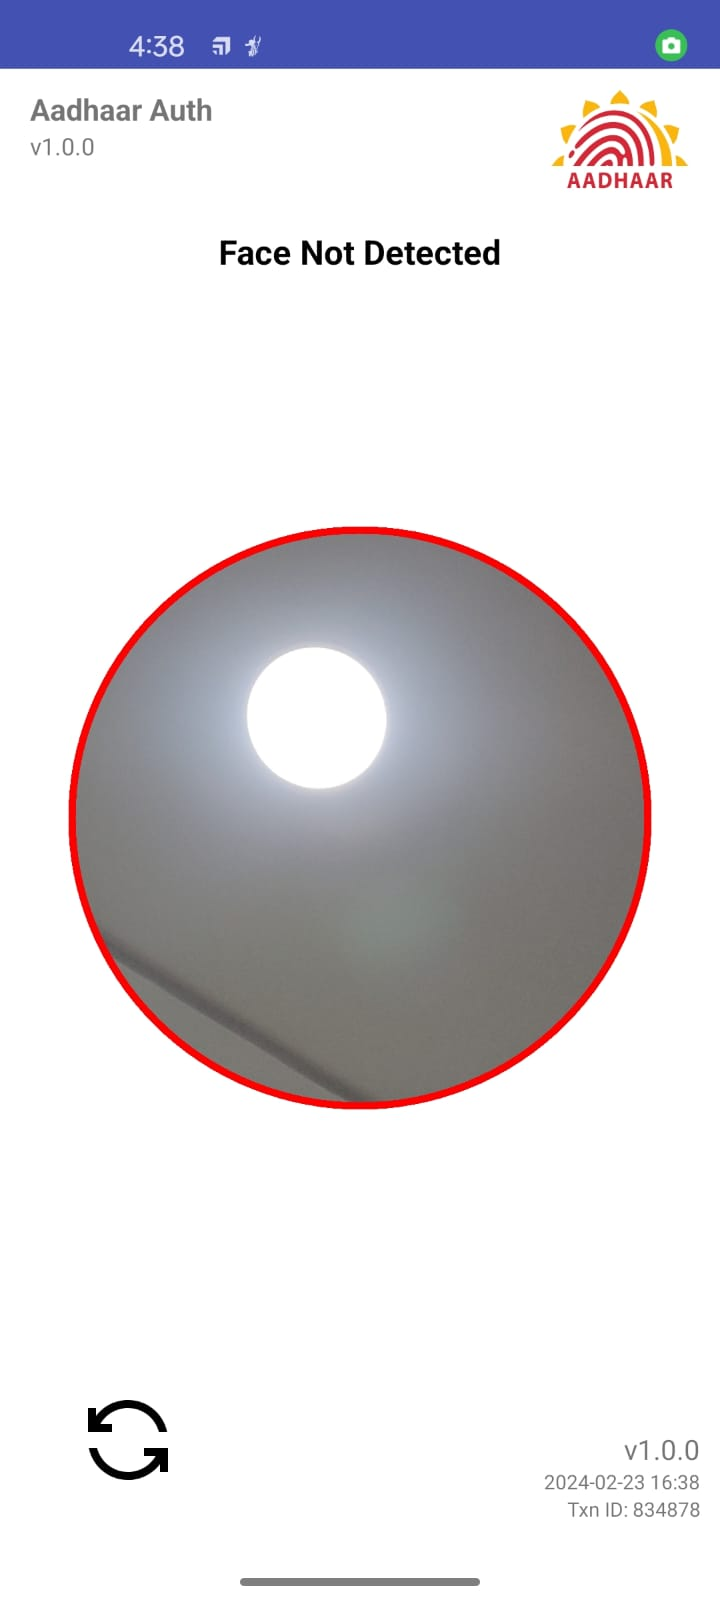 4:38
Aadhaar Auth
v1.0.0
AADHAAR
Face Not Detected
v1.0.0
2024-02-23 16:38
Txn ID: 834878